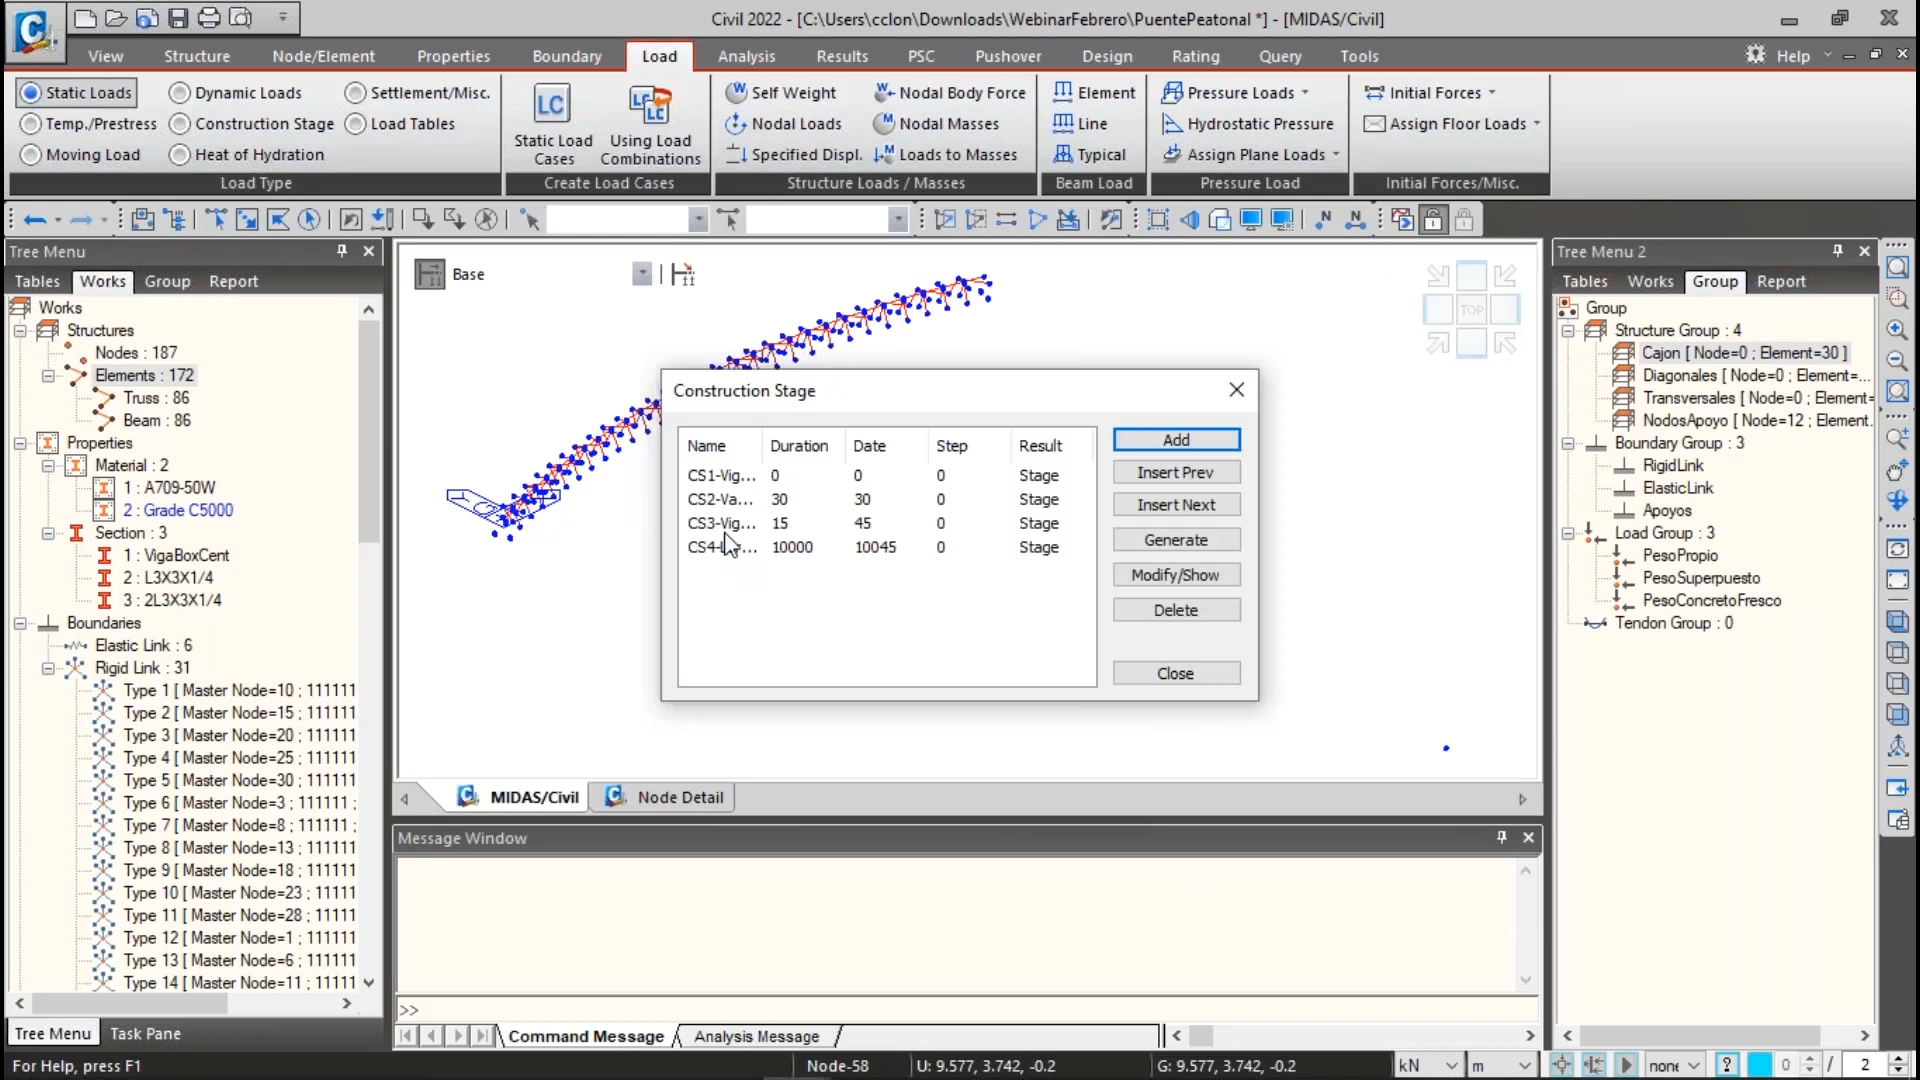 Civil 2022 - [C:\Users\cclon\Downloads\WebinarFebrero\PuentePeatonal *] - [MIDAS/Civil]
View Structure Node/Element Properties Boundary Load Analysis Results PSC Pushover Design Rating Query Tools Help
Static Loads Dynamic Loads Settlement/Misc.
Temp./Prestress Construction Stage Load Tables
Moving Load Heat of Hydration
Load Type
Static Load Cases
Using Load Combinations
Create Load Cases
Self Weight Nodal Body Force
Nodal Loads Nodal Masses
Specified Displ. Loads to Masses
Structure Loads / Masses
Element
Line
Typical
Beam Load
Pressure Loads
Hydrostatic Pressure
Assign Plane Loads
Pressure Load
Initial Forces
Assign Floor Loads
Initial Forces/Misc.
Tree Menu
Tables Works Group Report
Works
Structures
Nodes : 187
Elements : 172
Truss : 86
Beam : 86
Properties
Material : 2
1 : A709-50W
2 : Grade C5000
Section : 3
1 : VigaBoxCent
2 : L3X3X1/4
3 : 2L3X3X1/4
Boundaries
Elastic Link : 6
Rigid Link : 31
Type 1 [ Master Node=10 ; 111111
Type 2 [ Master Node=15 ; 111111
Type 3 [ Master Node=20 ; 111111
Type 4 [ Master Node=25 ; 111111
Type 5 [ Master Node=30 ; 111111
Type 6 [ Master Node=3 ; 111111 ;
Type 7 [ Master Node=8 ; 111111 ;
Type 8 [ Master Node=13 ; 11111
Type 9 [ Master Node=18 ; 11111
Type 10 [ Master Node=23 ; 11111
Type 11 [ Master Node=28 ; 11111
Type 12 [ Master Node=1 ; 11111
Type 13 [ Master Node=6 ; 11111
Type 14 [ Master Node=11 ; 11111
Tree Menu Task Pane
Base
TOP
Construction Stage
Name Duration Date Step Result
CS1-Vig... 0 0 0 Stage
CS2-Va... 30 30 0 Stage
CS3-Vig... 15 45 0 Stage
10000 10045 0 Stage
Add
Insert Prev
Insert Next
Generate
Modify/Show
Delete
Close
MIDAS/Civil Node Detail
Message Window
>>
Command Message Analysis Message
Tree Menu 2
Tables Works Group Report
Group
Structure Group : 4
Cajon [ Node=0 ; Element=30 ]
Diagonales [ Node=0 ; Element=...
Transversales [ Node=0 ; Element=
NodosApoyo [ Node=12 ; Element.
Boundary Group : 3
RigidLink
ElasticLink
Apoyos
Load Group : 3
PesoPropio
PesoSuperpuesto
PesoConcretoFresco
Tendon Group : 0
For Help, press F1 Node-58 U: 9.577, 3.742, -0.2 G: 9.577, 3.742, -0.2 kN m none 0 / 2